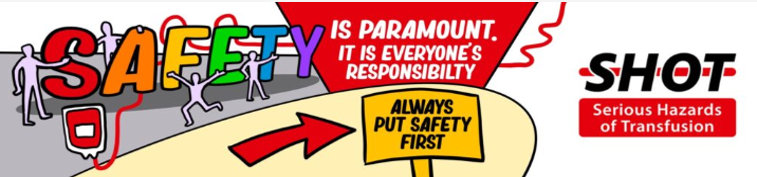 SAFETY
IS PARAMOUNT.
IT IS EVERYONE'S
RESPONSIBILTY
ALWAYS
PUT SAFETY
FIRST
SHOT
Serious Hazards
of Transfusion